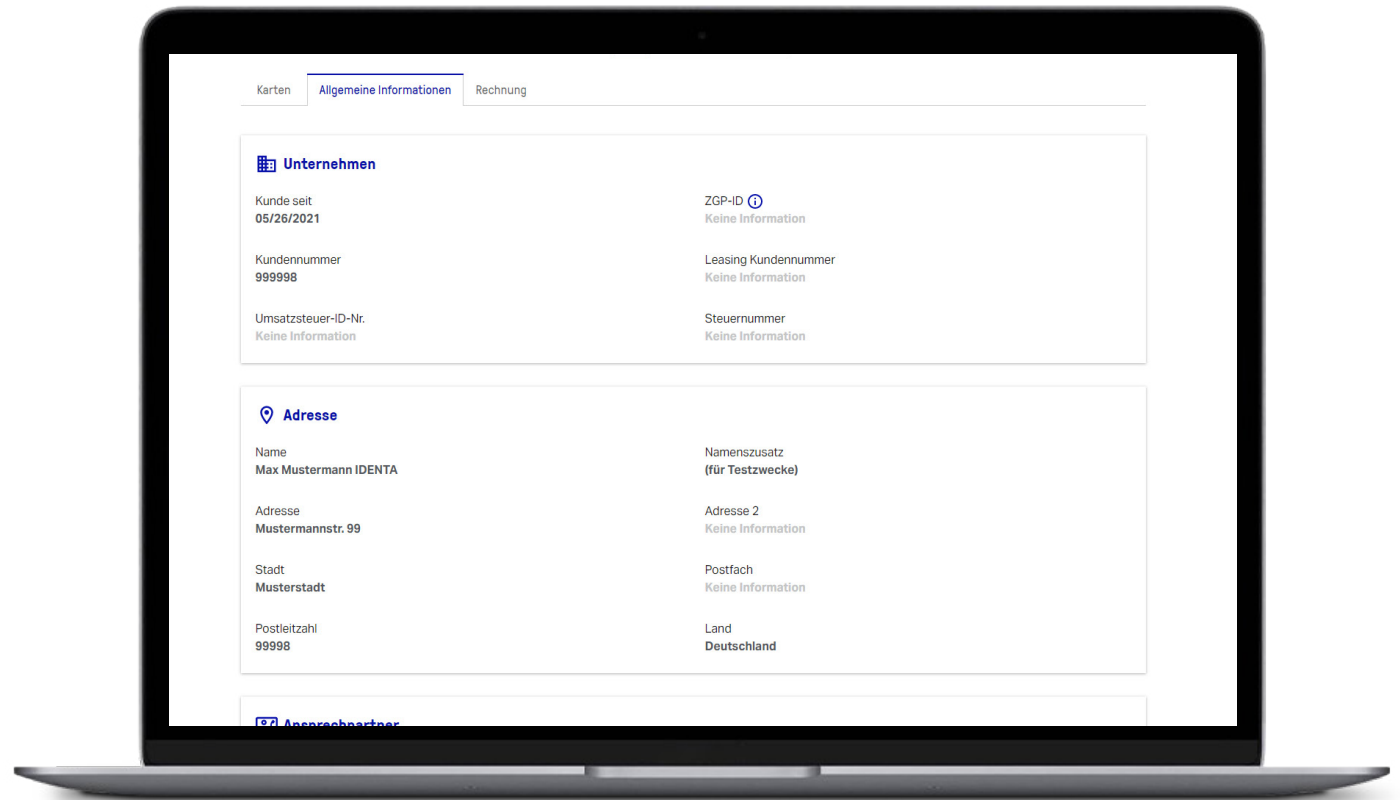 Karten
Allgemeine Informationen
Rechnung
Unternehmen
Kunde seit
05/26/2021
ZGP-ID
Keine Information
Kundennummer
999998
Leasing Kundennummer
Keine Information
Umsatzsteuer-ID-Nr.
Keine Information
Steuernummer
Keine Information
Adresse
Name
Max Mustermann IDENTA
Namenszusatz
(für Testzwecke)
Adresse
Mustermannstr. 99
Adresse 2
Keine Information
Stadt
Musterstadt
Postfach
Keine Information
Postleitzahl
99998
Land
Deutschland
Ansprechpartner